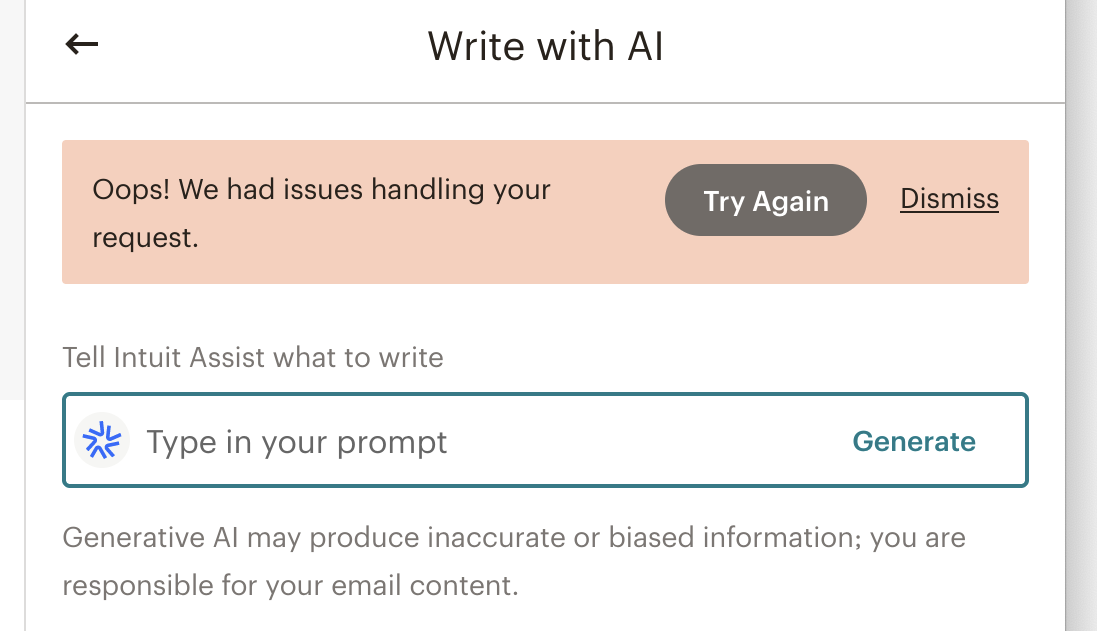 Write with AI
Oops! We had issues handling your
request.
Try Again
Dismiss
Tell Intuit Assist what to write
Type in your prompt
Generate
Generative AI may produce inaccurate or biased information; you are
responsible for your email content.